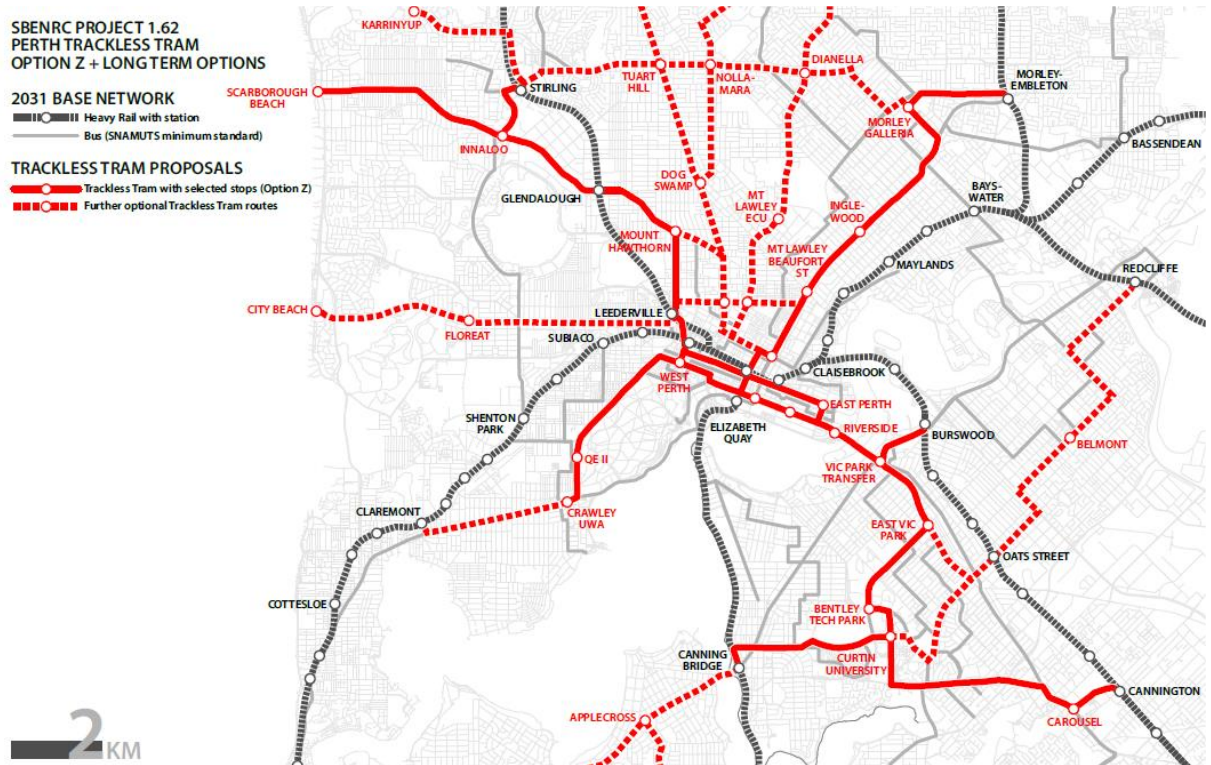 SBENRC PROJECT 1.62
PERTH TRACKLESS TRAM
OPTION Z + LONG TERM OPTIONS
2031 BASE NETWORK
Heavy Rail with station
Bus (SNAMUTS minimum standard)
TRACKLESS TRAM PROPOSALS
Trackless Tram with selected stops (Option Z)
Further optional Trackless Tram routes
KARRINYUP
SCARBOROUGH
BEACH
STIRLING
INNALOO
TUART
HILL
NOLLA-
MARA
DIANELLA
MORLEY-
EMBLETON
MORLEY
GALLERIA
BASSENDEAN
GLENDALOUGH
DOG
SWAMP
MT
LAWLEY
ECU
INGLE-
WOOD
BAYS-
WATER
MOUNT
HAWTHORN
MT LAWLEY
BEAUFORT
ST
MAYLANDS
REDCLIFFE
CITY BEACH
FLOREAT
LEEDERVILLE
SUBIACO
WEST
PERTH
CLAISEBROOK
EAST PERTH
ELIZABETH
QUAY
RIVERSIDE
BURSWOOD
BELMONT
SHENTON
PARK
QE II
VIC PARK
TRANSFER
CLAREMONT
CRAWLEY
UWA
EAST VIC
PARK
OATS STREET
COTTESLOE
BENTLEY
TECH PARK
CANNING
BRIDGE
CURTIN
UNIVERSITY
CANNINGTON
CAROUSEL
APPLECROSS
2 KM